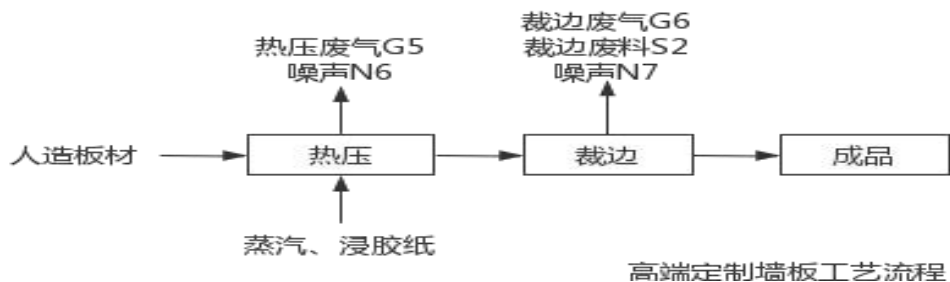 裁边废气G6
热压废气G5
裁边废料S2
噪声N6
噪声N7
人造板材
热压
裁边
成品
蒸汽、浸胶纸
高端定制墙板工艺流程